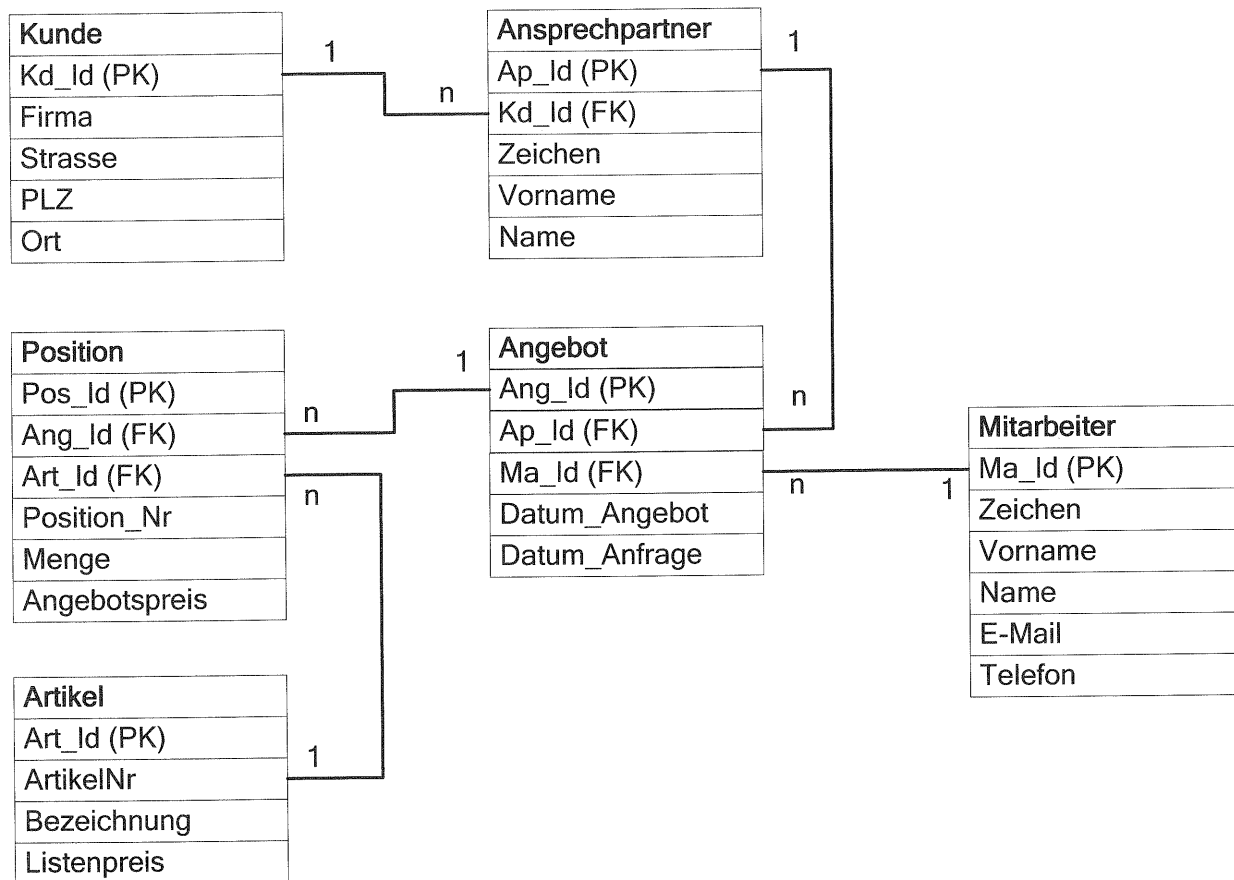 Kunde
Kd_Id (PK)
Firma
Strasse
PLZ
Ort
1
n
Ansprechpartner
Ap_Id (PK)
Kd_Id (FK)
Zeichen
Vorname
Name
1
n
Position
Pos_Id (PK)
Ang_Id (FK)
Art_Id (FK)
Position_Nr
Menge
Angebotspreis
n
n
1
Angebot
Ang_Id (PK)
Ap_Id (FK)
Ma_Id (FK)
Datum_Angebot
Datum_Anfrage
n
1
Mitarbeiter
Ma_Id (PK)
Zeichen
Vorname
Name
E-Mail
Telefon
Artikel
Art_Id (PK)
ArtikelNr
Bezeichnung
Listenpreis
1